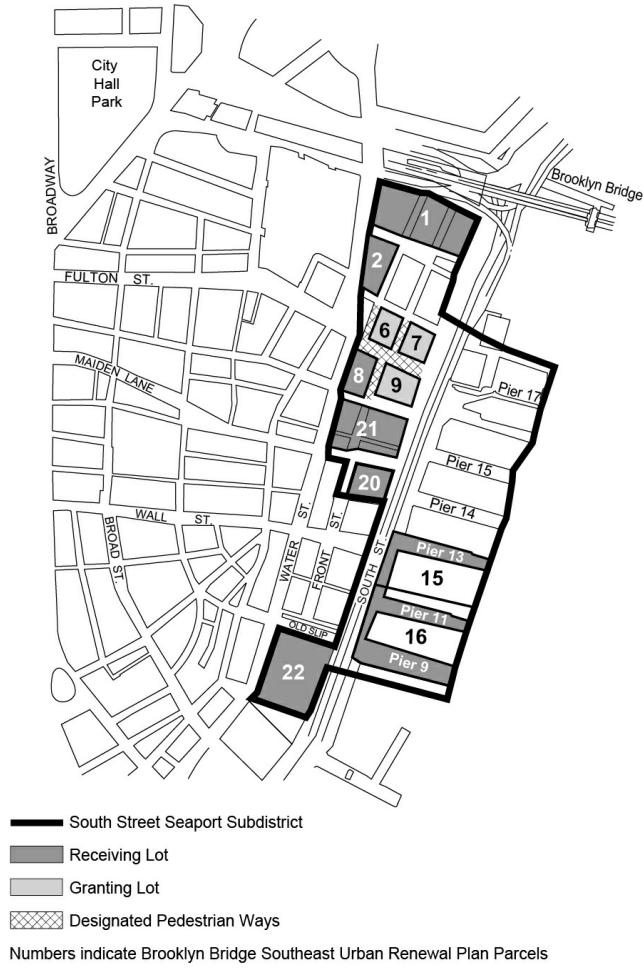 City
Hall
Park
BROADWAY
Brooklyn Bridge
1
2
FULTON ST.
6
7
MAIDEN LANE
8
9
Pier 17
21
Pier 15
20
Pier 14
WALL ST.
BROAD ST.
WATER ST.
FRONT ST.
SOUTH ST.
Pier 13
15
Pier 11
16
OLD SLIP
Pier 9
22
South Street Seaport Subdistrict
Receiving Lot
Granting Lot
Designated Pedestrian Ways
Numbers indicate Brooklyn Bridge Southeast Urban Renewal Plan Parcels